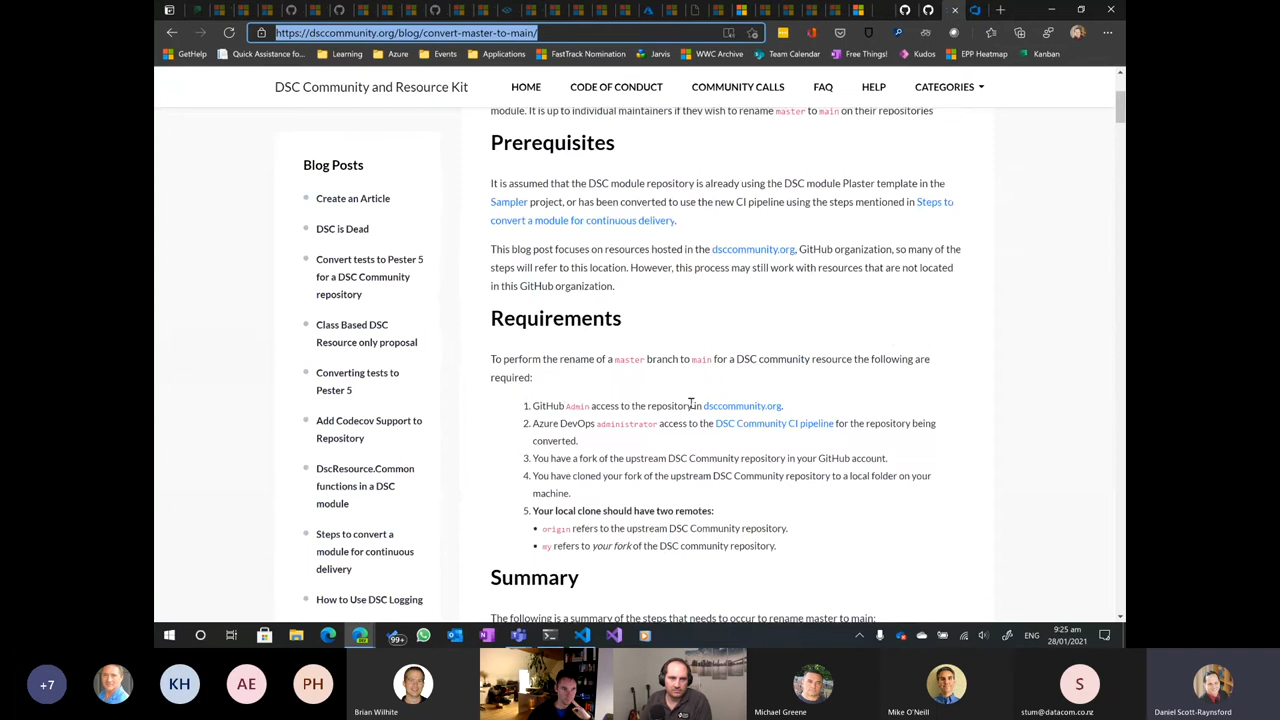 https://dsccommunity.org/blog/convert-master-to-main/
GetHelp
Quick Assistance fo...
Learning
Azure
Events
Applications
FastTrack Nomination
Jarvis
WWC Archive
Team Calendar
Free Things!
Kudos
EPP Heatmap
Kanban
DSC Community and Resource Kit
HOME
CODE OF CONDUCT
COMMUNITY CALLS
FAQ
HELP
CATEGORIES
module. It is up to individual maintainers if they wish to rename master to main on their repositories
Blog Posts
Create an Article
DSC is Dead
Convert tests to Pester 5
for a DSC Community
repository
Class Based DSC
Resource only proposal
Converting tests to
Pester 5
Add Codecov Support to
Repository
DscResource.Common
functions in a DSC
module
Steps to convert a
module for continuous
delivery
How to Use DSC Logging
Prerequisites
It is assumed that the DSC module repository is already using the DSC module Plaster template in the
Sampler project, or has been converted to use the new CI pipeline using the steps mentioned in Steps to
convert a module for continuous delivery.
This blog post focuses on resources hosted in the dsccommunity.org, GitHub organization, so many of the
steps will refer to this location. However, this process may still work with resources that are not located
in this GitHub organization.
Requirements
To perform the rename of a master branch to main for a DSC community resource the following are
required:
1. GitHub Admin access to the repository in dsccommunity.org.
2. Azure DevOps administrator access to the DSC Community CI pipeline for the repository being
converted.
3. You have a fork of the upstream DSC Community repository in your GitHub account.
4. You have cloned your fork of the upstream DSC Community repository to a local folder on your
machine.
5. Your local clone should have two remotes:
• origin refers to the upstream DSC Community repository.
• my refers to your fork of the DSC community repository.
Summary
The following is a summary of the steps that needs to occur to rename master to main:
99+
ENG
9:25 am
28/01/2021
+7
KH
AE
PH
S
Brian Wilhite
Michael Greene
Mike O'Neill
stum@datacom.co.nz
Daniel Scott-Raynsford